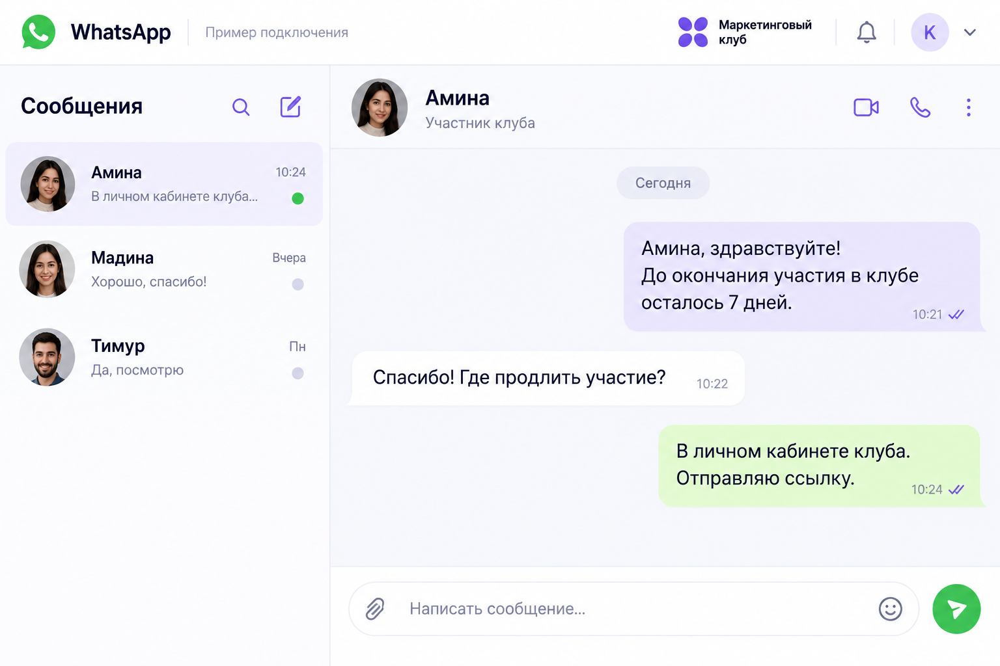 WhatsApp
Пример подключения
Маркетинговый
клуб
K
Сообщения
Амина
10:24
В личном кабинете клуба...
Мадина
Вчера
Хорошо, спасибо!
Тимур
Пн
Да, посмотрю
Амина
Участник клуба
Сегодня
Амина, здравствуйте!
До окончания участия в клубе
осталось 7 дней.
10:21
Спасибо! Где продлить участие?
10:22
В личном кабинете клуба.
Отправляю ссылку.
10:24
Написать сообщение...